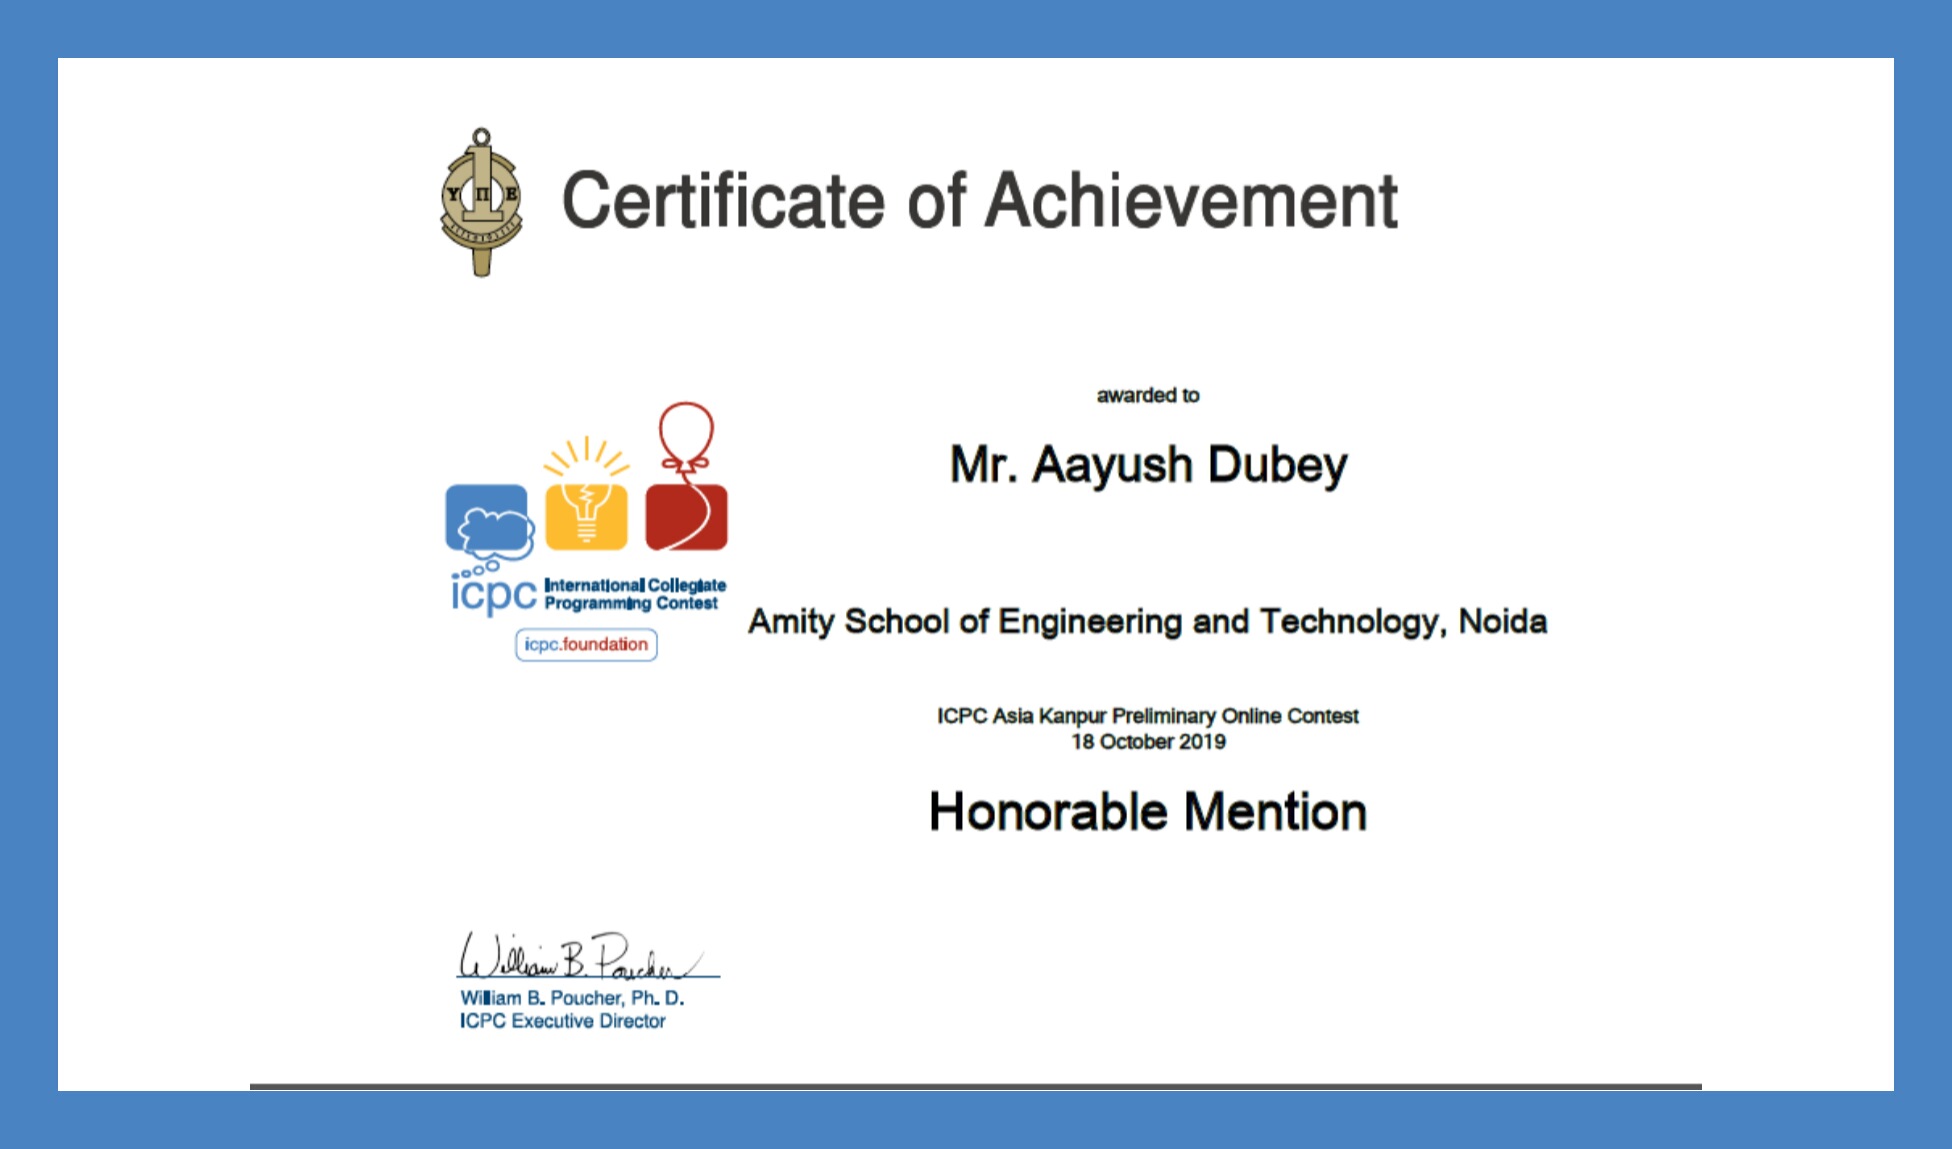 Υ Π Ε
Certificate of Achievement
awarded to
Mr. Aayush Dubey
icpc International Collegiate
Programming Contest
icpc.foundation
Amity School of Engineering and Technology, Noida
ICPC Asia Kanpur Preliminary Online Contest
18 October 2019
Honorable Mention
William B. Poucher
William B. Poucher, Ph. D.
ICPC Executive Director